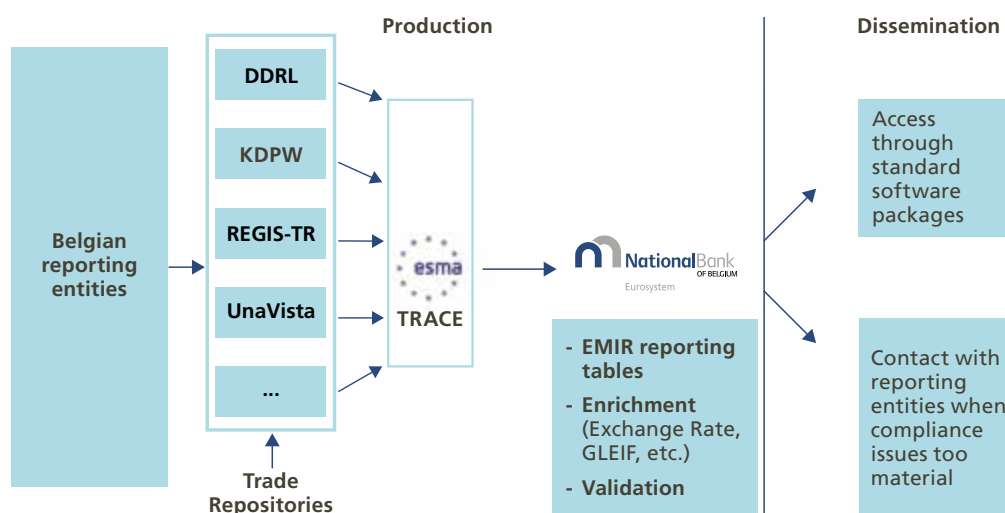 Production
Dissemination
Belgian
reporting
entities
DDRL
KDPW
REGIS-TR
UnaVista
...
Trade
Repositories
esma
TRACE
NationalBank
OF BELGIUM
Eurosystem
- EMIR reporting
tables
- Enrichment
(Exchange Rate,
GLEIF, etc.)
- Validation
Access
through
standard
software
packages
Contact with
reporting
entities when
compliance
issues too
material